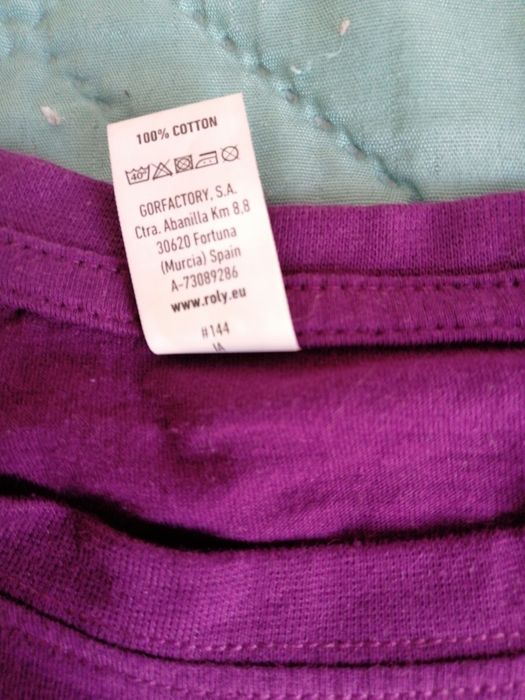 100% COTTON
40°
GORFACTORY, S.A.
Ctra. Abanilla Km 8,8
30620 Fortuna
(Murcia) Spain
A-73089286
www.roly.eu
#144